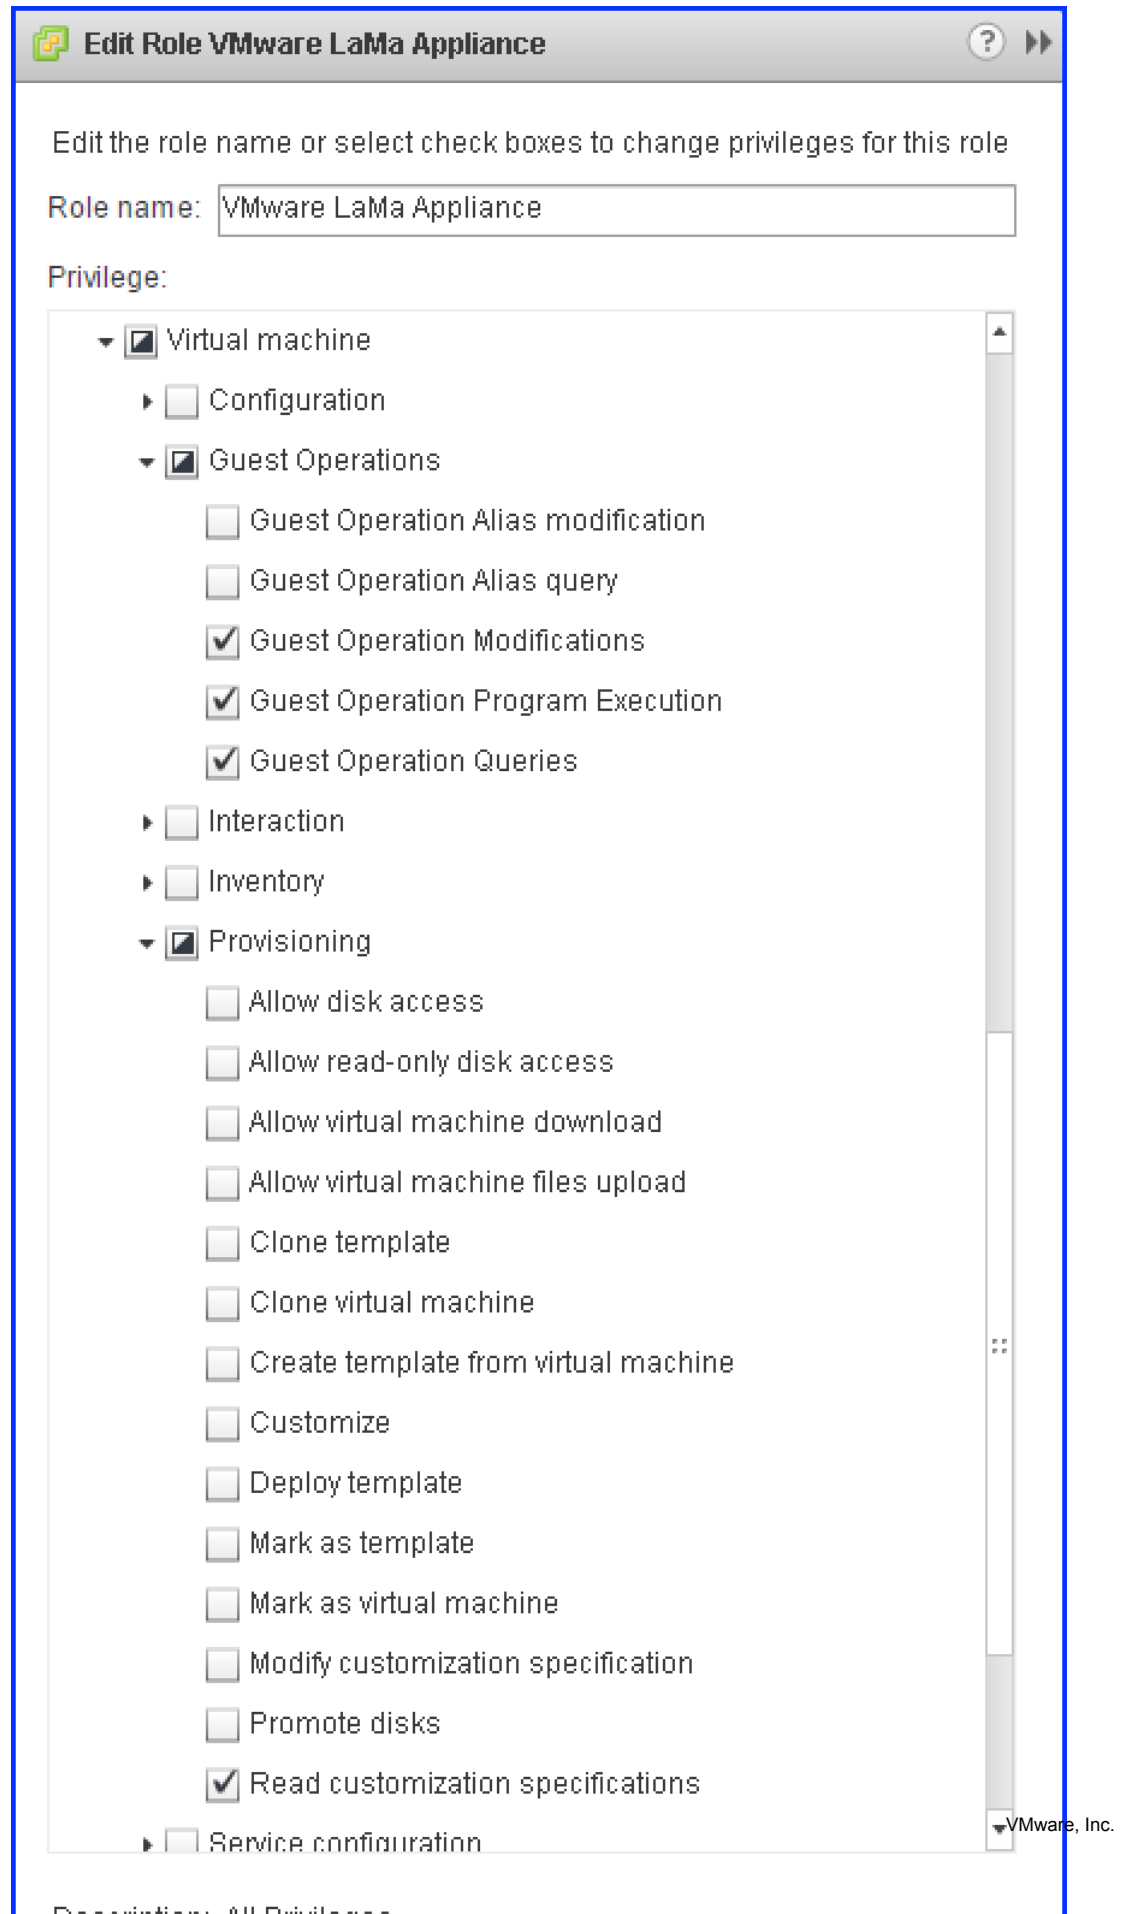 Edit Role VMware LaMa Appliance
Edit the role name or select check boxes to change privileges for this role
Role name: VMware LaMa Appliance
Privilege:
Virtual machine
Configuration
Guest Operations
Guest Operation Alias modification
Guest Operation Alias query
Guest Operation Modifications
Guest Operation Program Execution
Guest Operation Queries
Interaction
Inventory
Provisioning
Allow disk access
Allow read-only disk access
Allow virtual machine download
Allow virtual machine files upload
Clone template
Clone virtual machine
Create template from virtual machine
Customize
Deploy template
Mark as template
Mark as virtual machine
Modify customization specification
Promote disks
Read customization specifications
VMware, Inc.
Service configuration
Description: All Privileges